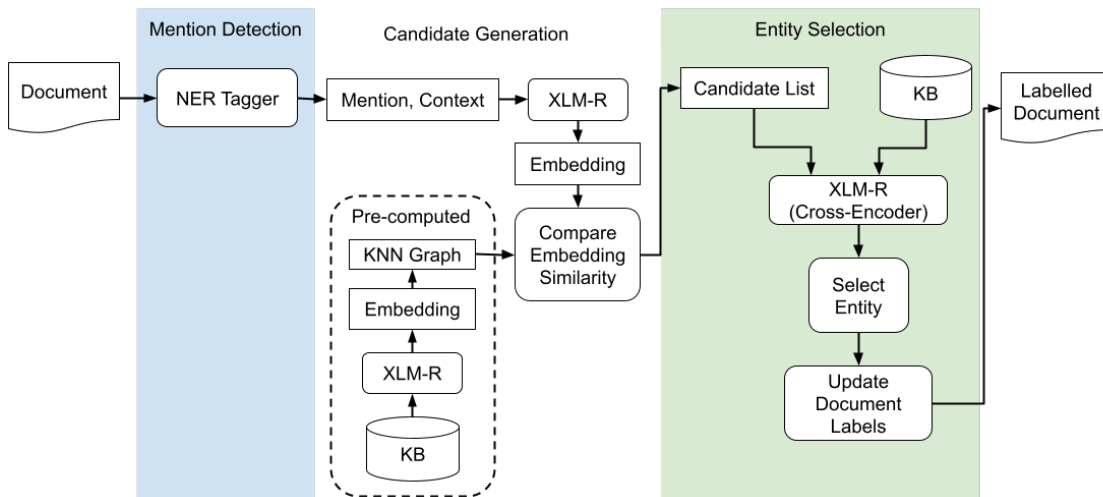 Mention Detection
Candidate Generation
Entity Selection
Document
NER Tagger
Mention, Context
XLM-R
Embedding
Pre-computed
KNN Graph
Embedding
XLM-R
KB
Compare
Embedding
Similarity
Candidate List
KB
XLM-R
(Cross-Encoder)
Select
Entity
Update
Document
Labels
Labelled
Document